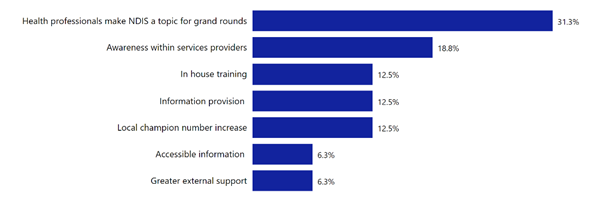 Health professionals make NDIS a topic for grand rounds 31.3%
Awareness within services providers 18.8%
In house training 12.5%
Information provision 12.5%
Local champion number increase 12.5%
Accessible information 6.3%
Greater external support 6.3%